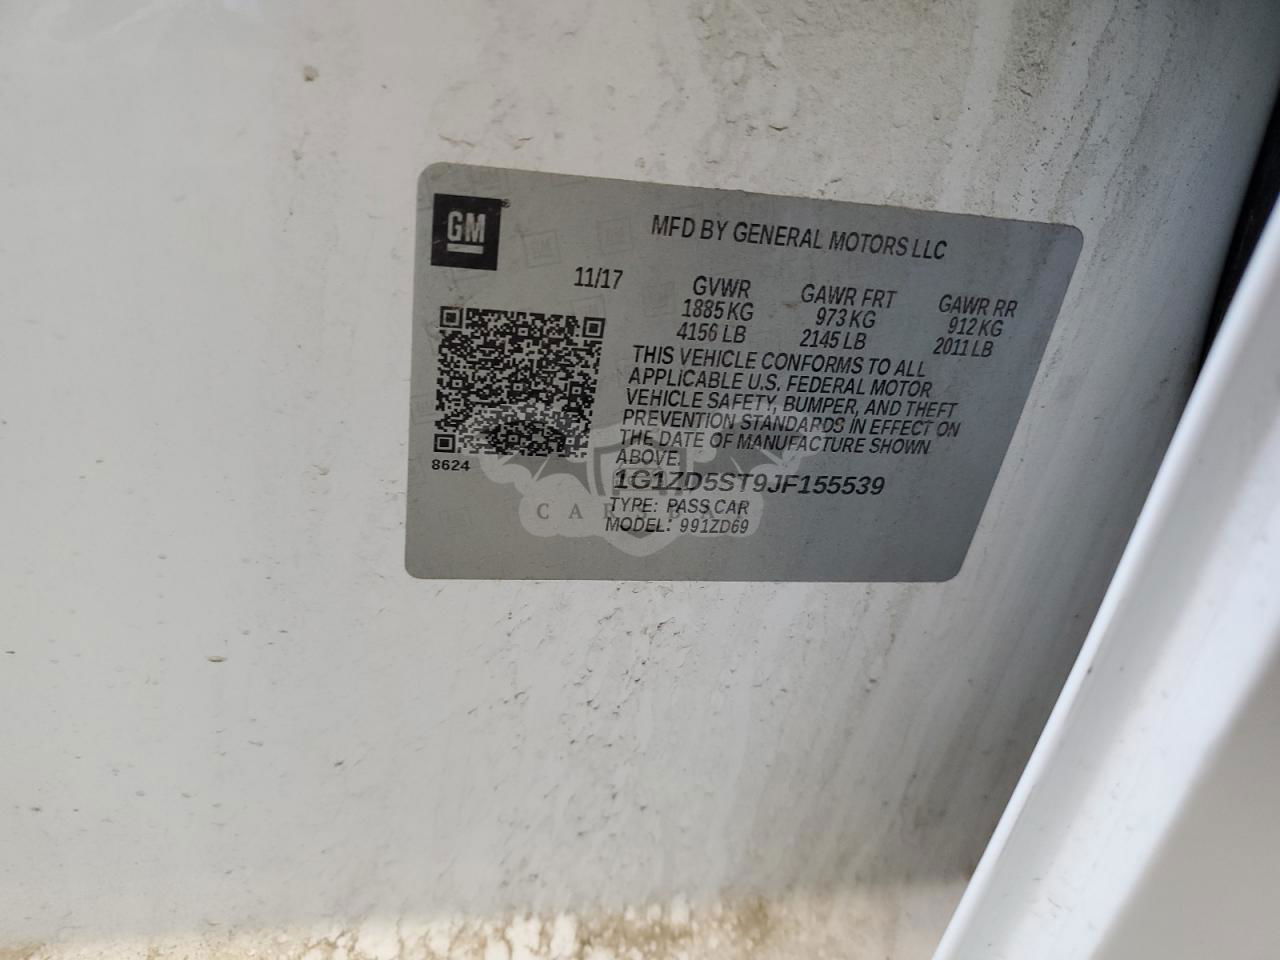 GM
MFD BY GENERAL MOTORS LLC
11/17
GVWR GAWR FRT GAWR RR
1885 KG 973 KG 912 KG
4156 LB 2145 LB 2011 LB
THIS VEHICLE CONFORMS TO ALL
APPLICABLE U.S. FEDERAL MOTOR
VEHICLE SAFETY, BUMPER, AND THEFT
PREVENTION STANDARDS IN EFFECT ON
THE DATE OF MANUFACTURE SHOWN
ABOVE.
8624
1G1ZD5ST9JF155539
TYPE: PASS CAR
MODEL: 991ZD69